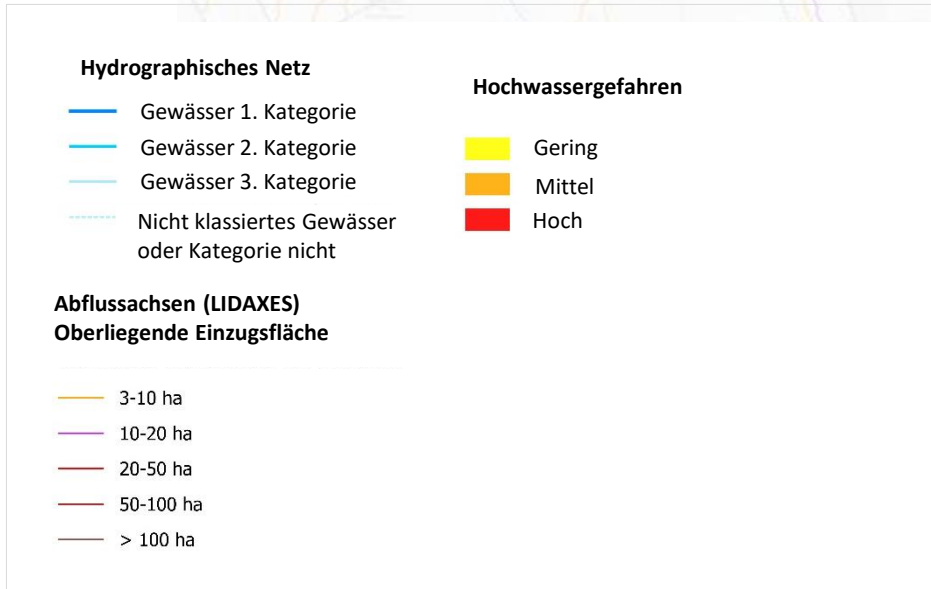 Hydrographisches Netz
Gewässer 1. Kategorie
Gewässer 2. Kategorie
Gewässer 3. Kategorie
Nicht klassiertes Gewässer
oder Kategorie nicht
Hochwassergefahren
Gering
Mittel
Hoch
Abflussachsen (LIDAXES)
Oberliegende Einzugsfläche
3-10 ha
10-20 ha
20-50 ha
50-100 ha
> 100 ha